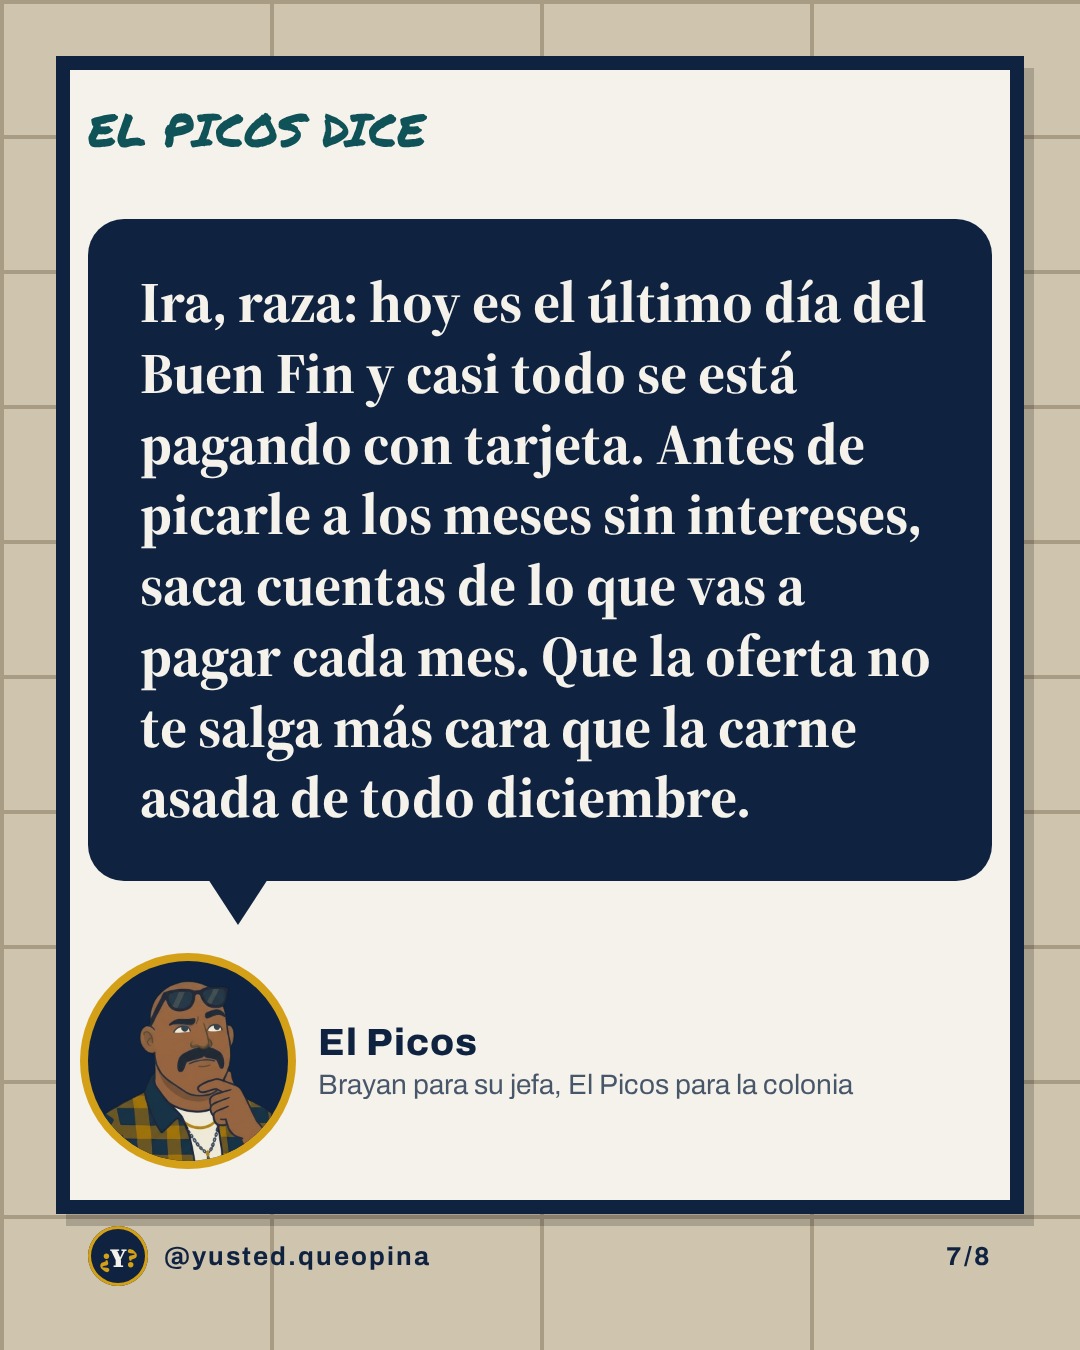 EL PICOS DICE
Ira, raza: hoy es el último día del
Buen Fin y casi todo se está
pagando con tarjeta. Antes de
picarle a los meses sin intereses,
saca cuentas de lo que vas a
pagar cada mes. Que la oferta no
te salga más cara que la carne
asada de todo diciembre.
El Picos
Brayan para su jefa, El Picos para la colonia
¿Y?
@yusted.queopina
7/8